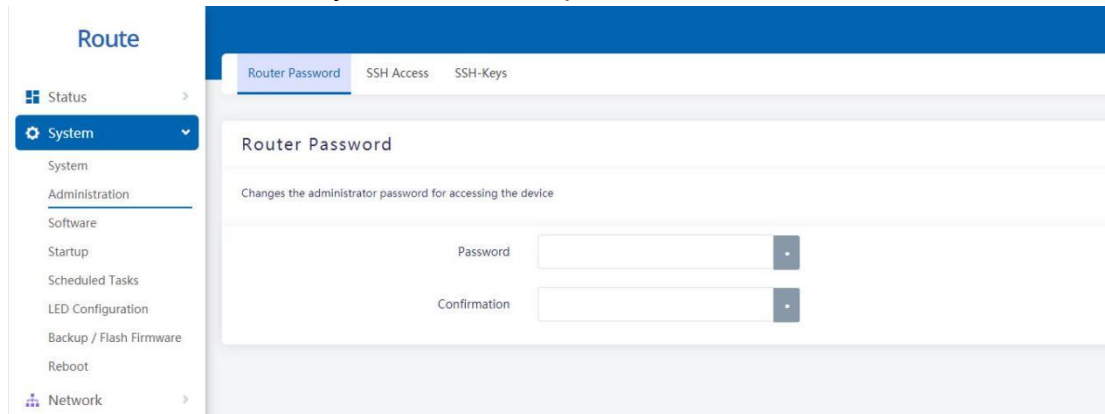 Route
Status
System
System
Administration
Software
Startup
Scheduled Tasks
LED Configuration
Backup / Flash Firmware
Reboot
Network
Router Password
SSH Access
SSH-Keys
Router Password
Changes the administrator password for accessing the device
Password
Confirmation